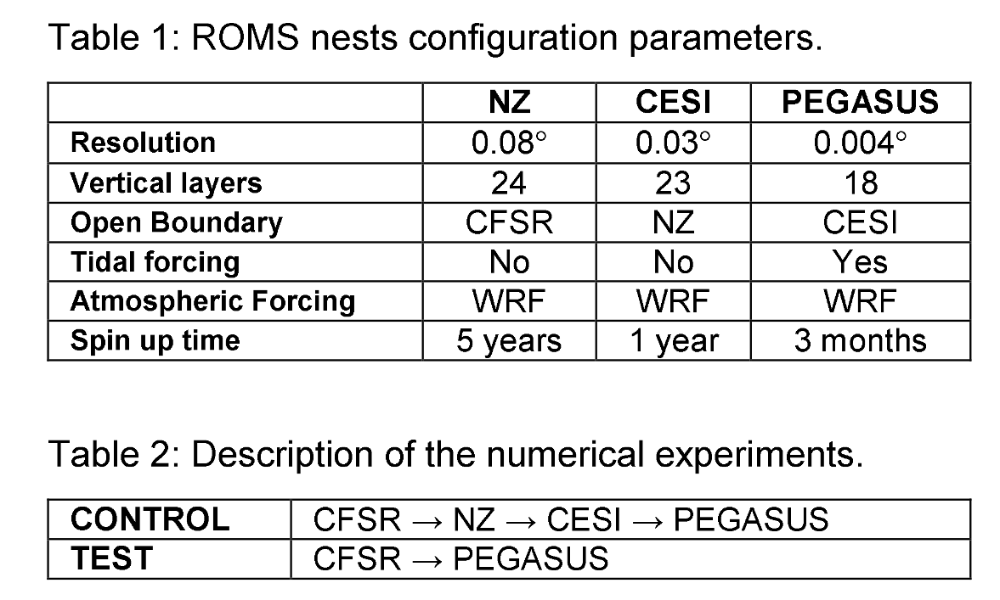 Table 1: ROMS nests configuration parameters.
NZ CESI PEGASUS
Resolution 0.08° 0.03° 0.004°
Vertical layers 24 23 18
Open Boundary CFSR NZ CESI
Tidal forcing No No Yes
Atmospheric Forcing WRF WRF WRF
Spin up time 5 years 1 year 3 months
Table 2: Description of the numerical experiments.
CONTROL CFSR → NZ → CESI → PEGASUS
TEST CFSR → PEGASUS